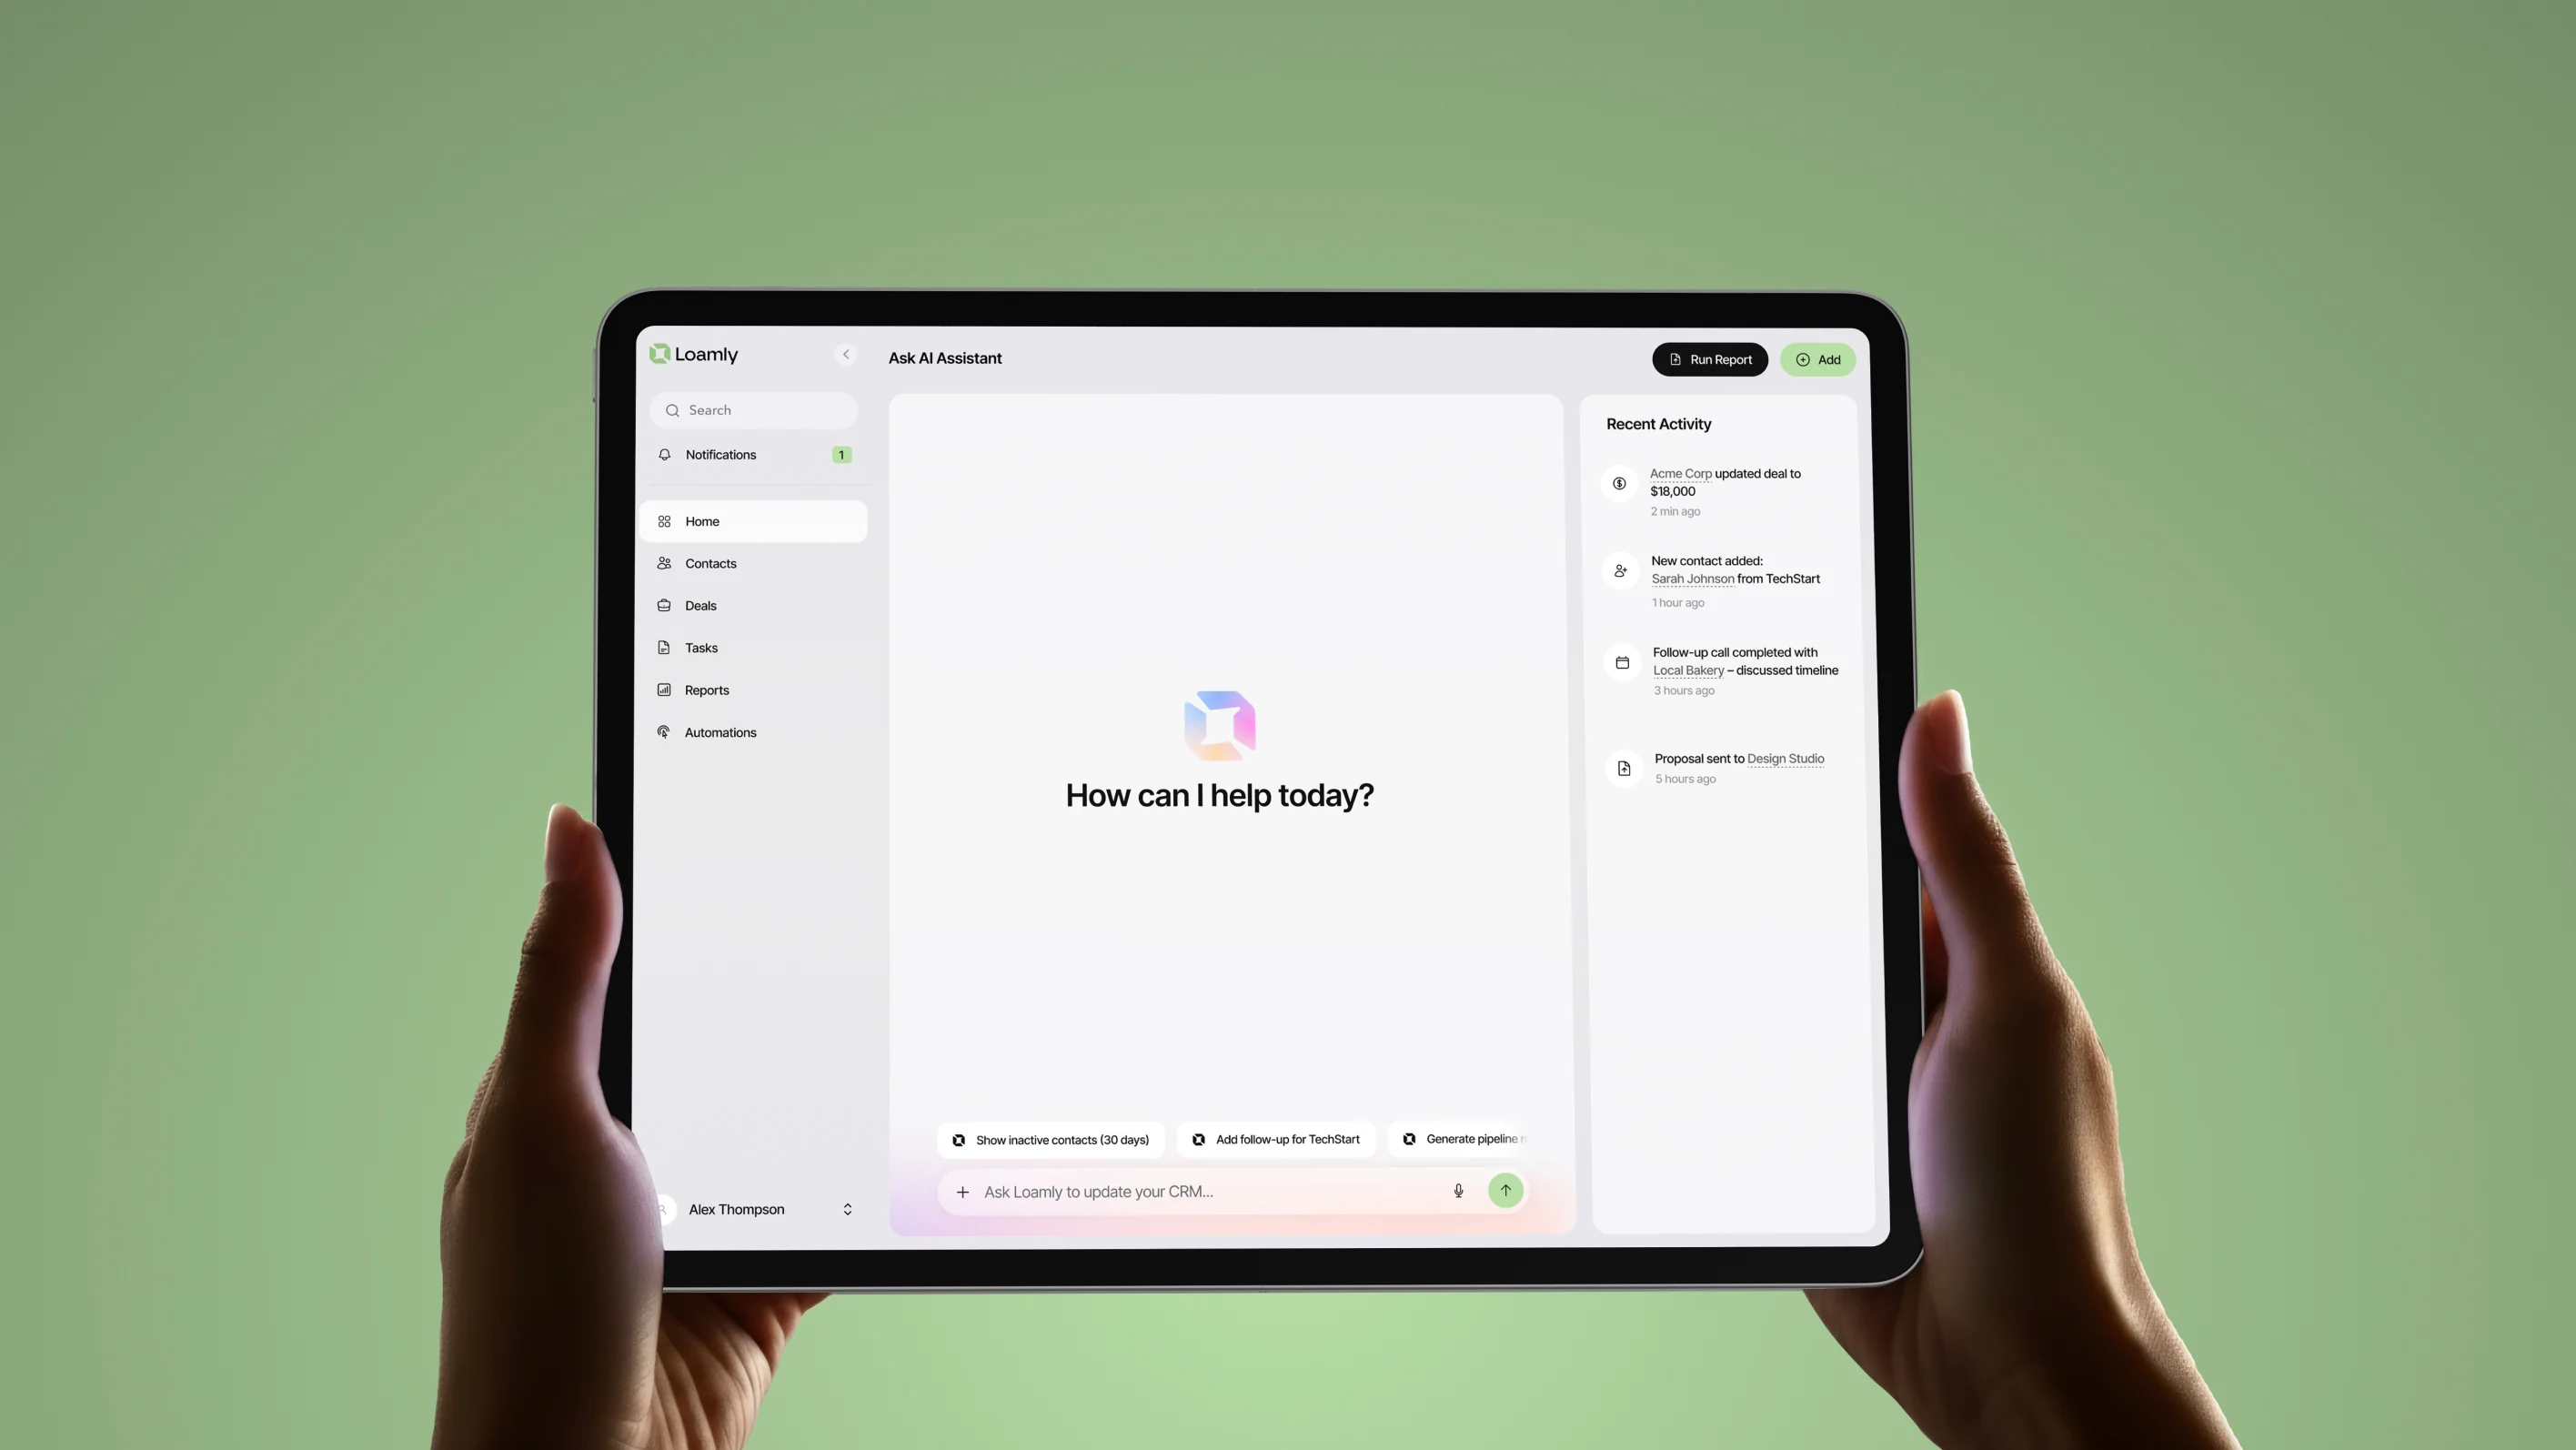 Loamly
Search
Notifications
1
Home
Contacts
Deals
Tasks
Reports
Automations
Alex Thompson
Ask AI Assistant
Run Report
Add
How can I help today?
Show inactive contacts (30 days)
Add follow-up for TechStart
Generate pipeline
Ask Loamly to update your CRM...
Recent Activity
Acme Corp updated deal to
$18,000
2 min ago
New contact added:
Sarah Johnson from TechStart
1 hour ago
Follow-up call completed with
Local Bakery – discussed timeline
3 hours ago
Proposal sent to Design Studio
5 hours ago